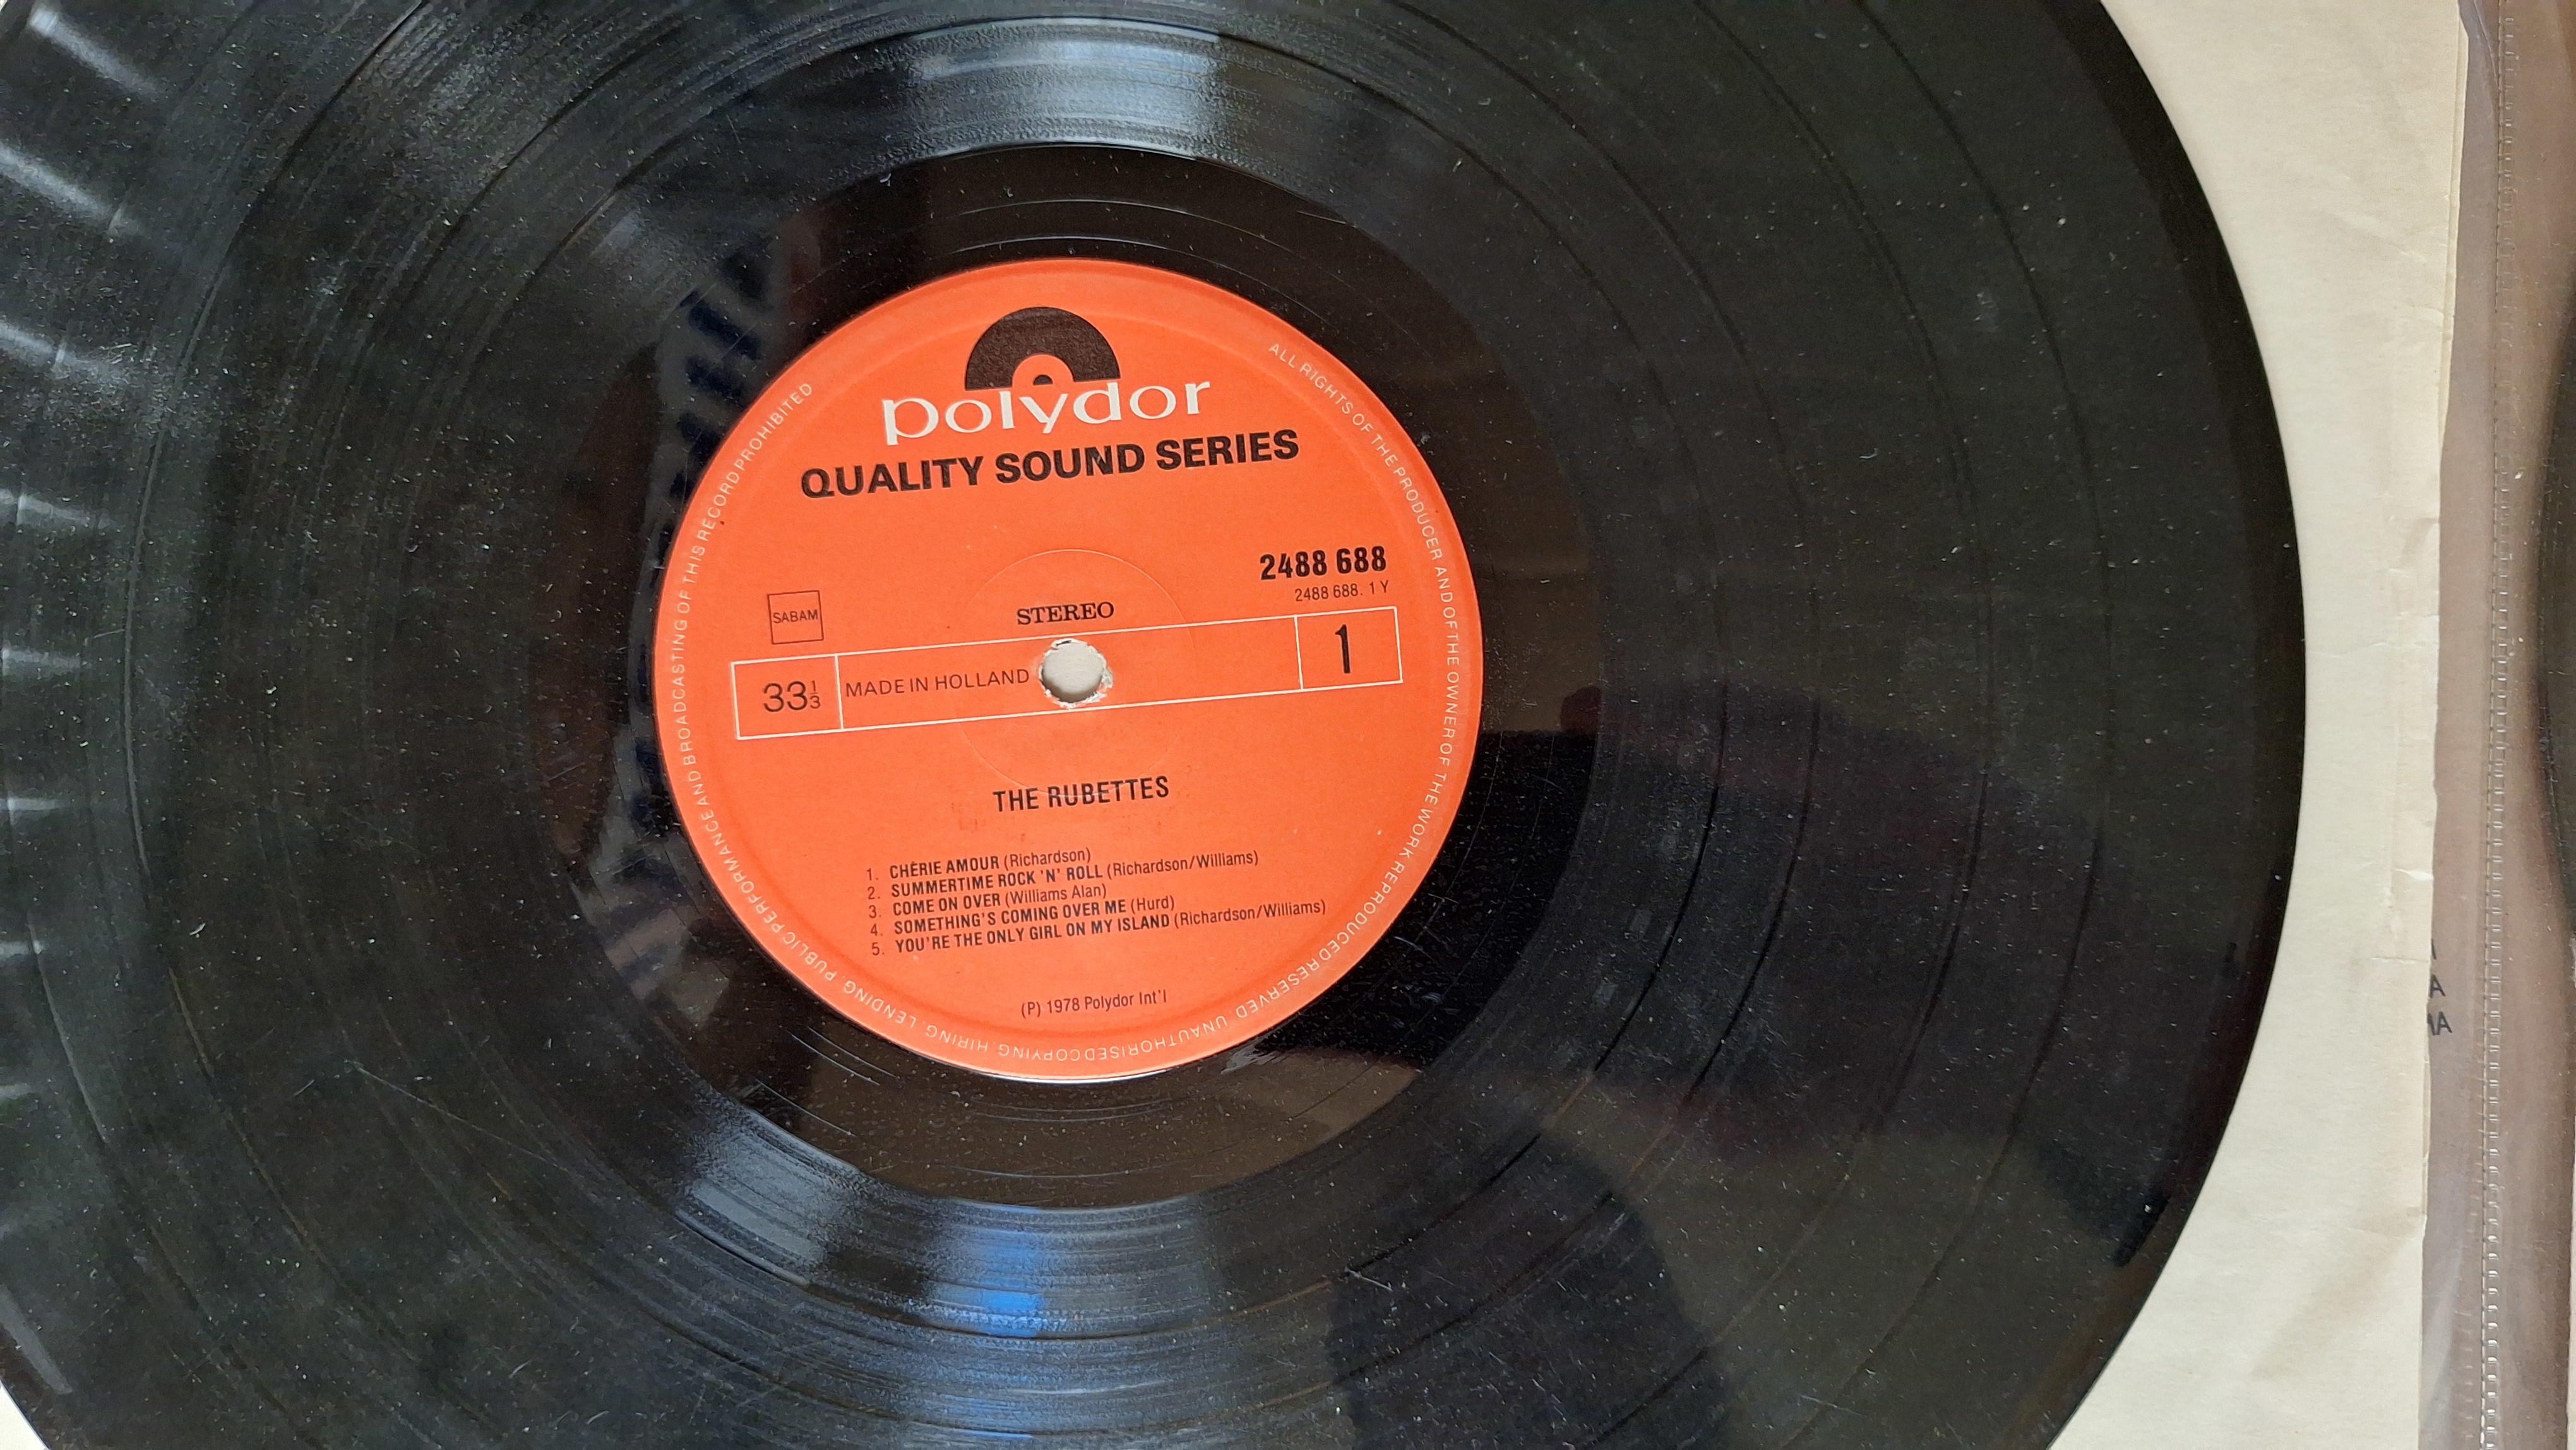 polydor
QUALITY SOUND SERIES
2488 688
2488 688. 1 Y
SABAM
STEREO
33⅓
MADE IN HOLLAND
1
THE RUBETTES
1. CHÈRIE AMOUR (Richardson)
2. SUMMERTIME ROCK 'N' ROLL (Richardson/Williams)
3. COME ON OVER (Williams Alan)
4. SOMETHING'S COMING OVER ME (Hurd)
5. YOU'RE THE ONLY GIRL ON MY ISLAND (Richardson/Williams)
(P) 1978 Polydor Int'l
ALL RIGHTS OF THE PRODUCER AND OF THE OWNER OF THE WORK REPRODUCED RESERVED. UNAUTHORISED COPYING. HIRING. LENDING. PUBLIC PERFORMANCE AND BROADCASTING OF THIS RECORD PROHIBITED